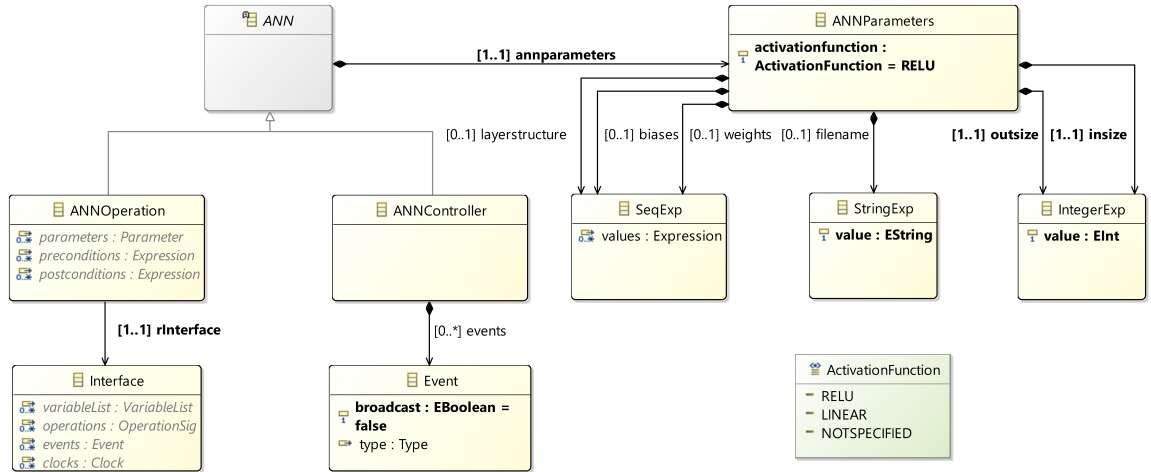 ANN
ANNParameters
activationfunction :
ActivationFunction = RELU
[1..1] annparameters
[0..1] layerstructure
[0..1] biases
[0..1] weights
[0..1] filename
[1..1] outsize
[1..1] insize
ANNOperation
parameters : Parameter
preconditions : Expression
postconditions : Expression
ANNController
SeqExp
values : Expression
StringExp
value : EString
IntegerExp
value : EInt
[1..1] rInterface
[0..*] events
Interface
variableList : VariableList
operations : OperationSig
events : Event
clocks : Clock
Event
broadcast : EBoolean =
false
type : Type
ActivationFunction
RELU
LINEAR
NOTSPECIFIED